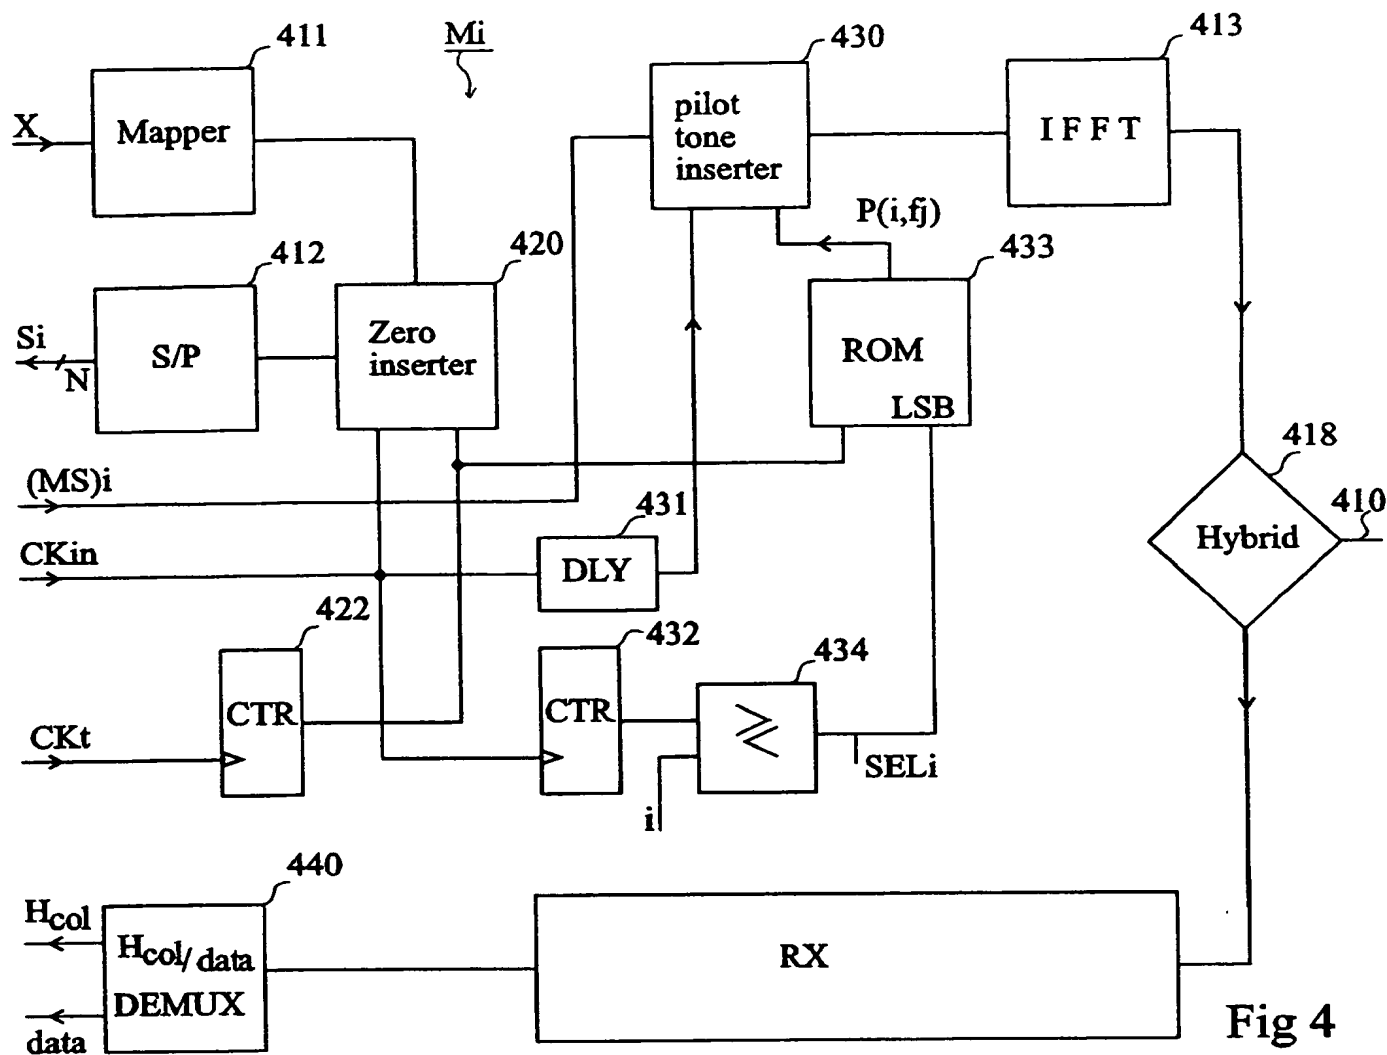 411
Mi
430
413
X
Mapper
pilot
tone
inserter
I F F T
P(i,fj)
412
420
433
Si
N
S/P
Zero
inserter
ROM
LSB
418
(MS)i
431
410
CKin
DLY
Hybrid
422
432
434
CTR
CTR
CKt
SELi
i
440
Hcol
Hcol/data
DEMUX
data
RX
Fig 4